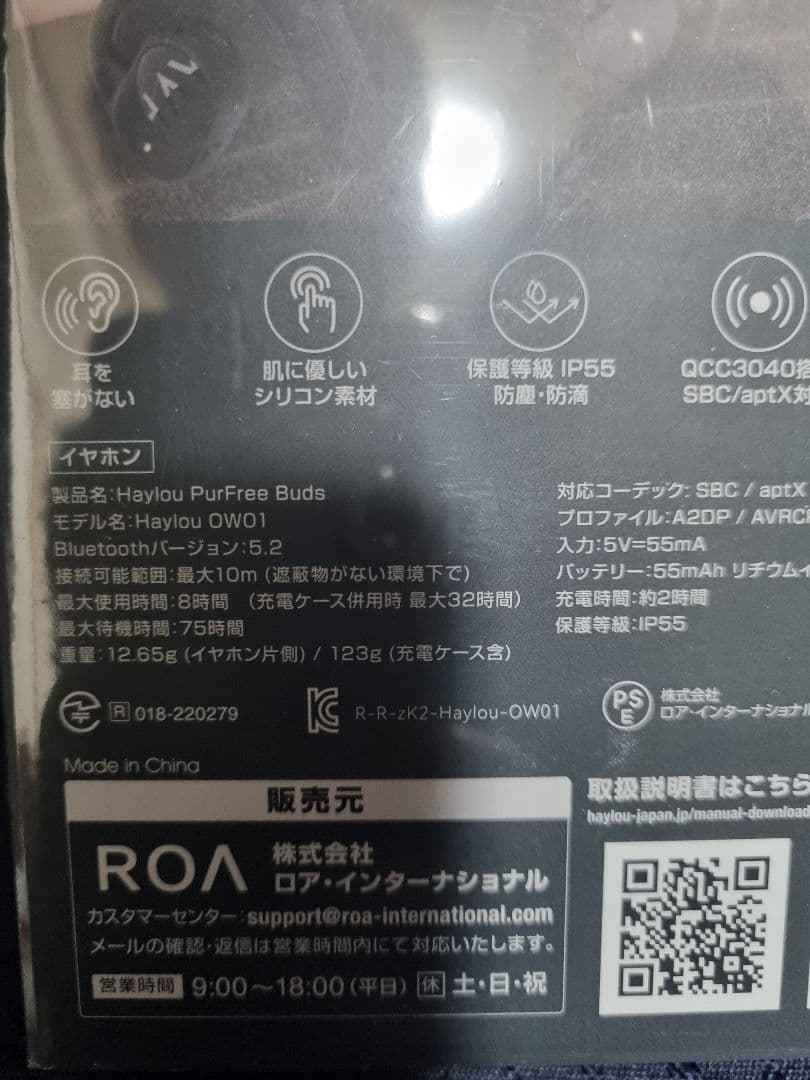 耳を
塞がない
肌に優しい
シリコン素材
保護等級 IP55
防塵・防滴
QCC3040搭
SBC/aptX対
イヤホン
製品名:Haylou PurFree Buds
モデル名:Haylou OW01
Bluetoothバージョン:5.2
接続可能範囲:最大10m (遮蔽物がない環境下で)
最大使用時間:8時間 (充電ケース併用時 最大32時間)
最大待機時間:75時間
重量:12.65g (イヤホン片側) / 123g (充電ケース含)
対応コーデック: SBC / aptX
プロファイル:A2DP / AVRCP
入力:5V=55mA
バッテリー:55mAh リチウムイ
充電時間:約2時間
保護等級:IP55
R 018-220279
R-R-zK2-Haylou-OW01
PS
E
株式会社
ロア・インターナショナル
Made in China
販売元
ROA 株式会社
ロア・インターナショナル
カスタマーセンター:support@roa-international.com
メールの確認・返信は営業時間内にて対応いたします。
営業時間 9:00〜18:00(平日) 休 土・日・祝
取扱説明書はこちら
haylou-japan.jp/manual-download